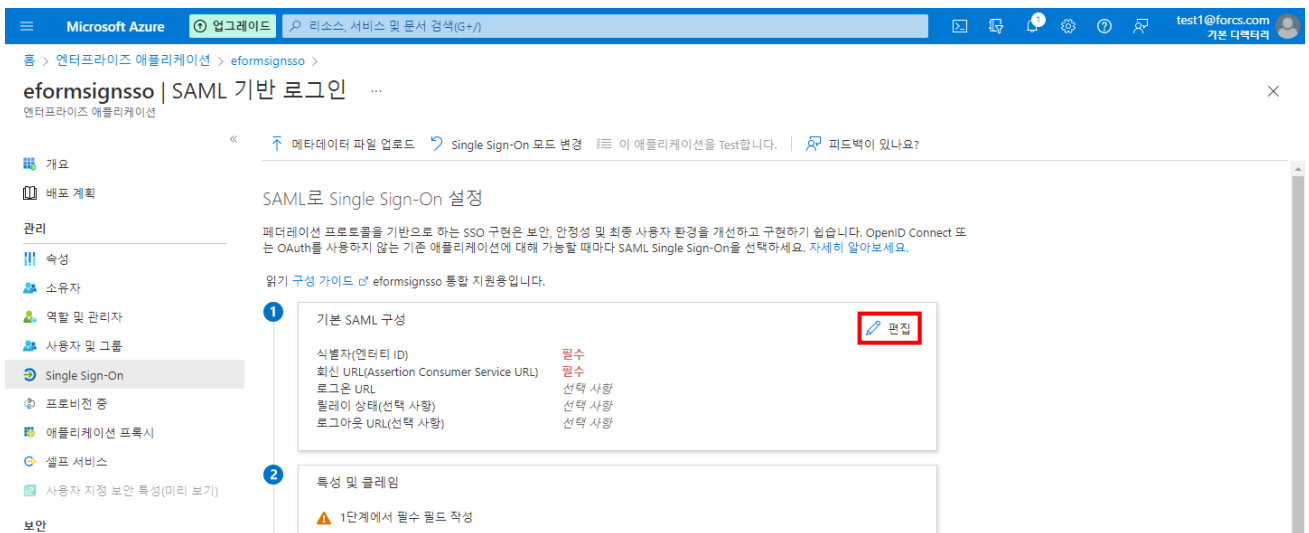 Microsoft Azure
업그레이드
리소스, 서비스 및 문서 검색(G+/)
1
test1@forcs.com
기본 디렉터리
홈 > 엔터프라이즈 애플리케이션 > eformsignsso >
eformsignsso | SAML 기반 로그인 ...
엔터프라이즈 애플리케이션
«
개요
배포 계획
관리
속성
소유자
역할 및 관리자
사용자 및 그룹
Single Sign-On
프로비전 중
애플리케이션 프록시
셀프 서비스
사용자 지정 보안 특성(미리 보기)
보안
메타데이터 파일 업로드
Single Sign-On 모드 변경
이 애플리케이션을 Test합니다.
피드백이 있나요?
SAML로 Single Sign-On 설정
페더레이션 프로토콜을 기반으로 하는 SSO 구현은 보안, 안정성 및 최종 사용자 환경을 개선하고 구현하기 쉽습니다. OpenID Connect 또
는 OAuth를 사용하지 않는 기존 애플리케이션에 대해 가능할 때마다 SAML Single Sign-On을 선택하세요. 자세히 알아보세요.
읽기 구성 가이드 eformsignsso 통합 지원용입니다.
1
기본 SAML 구성
편집
식별자(엔터티 ID) 필수
회신 URL(Assertion Consumer Service URL) 필수
로그온 URL 선택 사항
릴레이 상태(선택 사항) 선택 사항
로그아웃 URL(선택 사항) 선택 사항
2
특성 및 클레임
1단계에서 필수 필드 작성